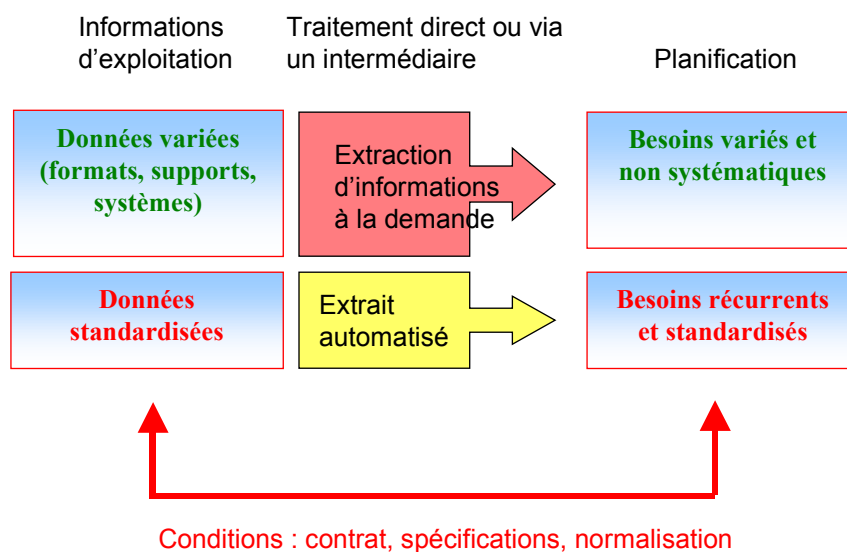 Informations
d’exploitation
Traitement direct ou via
un intermédiaire
Planification
Données variées
(formats, supports,
systèmes)
Extraction
d’informations
à la demande
Besoins variés et
non systématiques
Données
standardisées
Extrait
automatisé
Besoins récurrents
et standardisés
Conditions : contrat, spécifications, normalisation